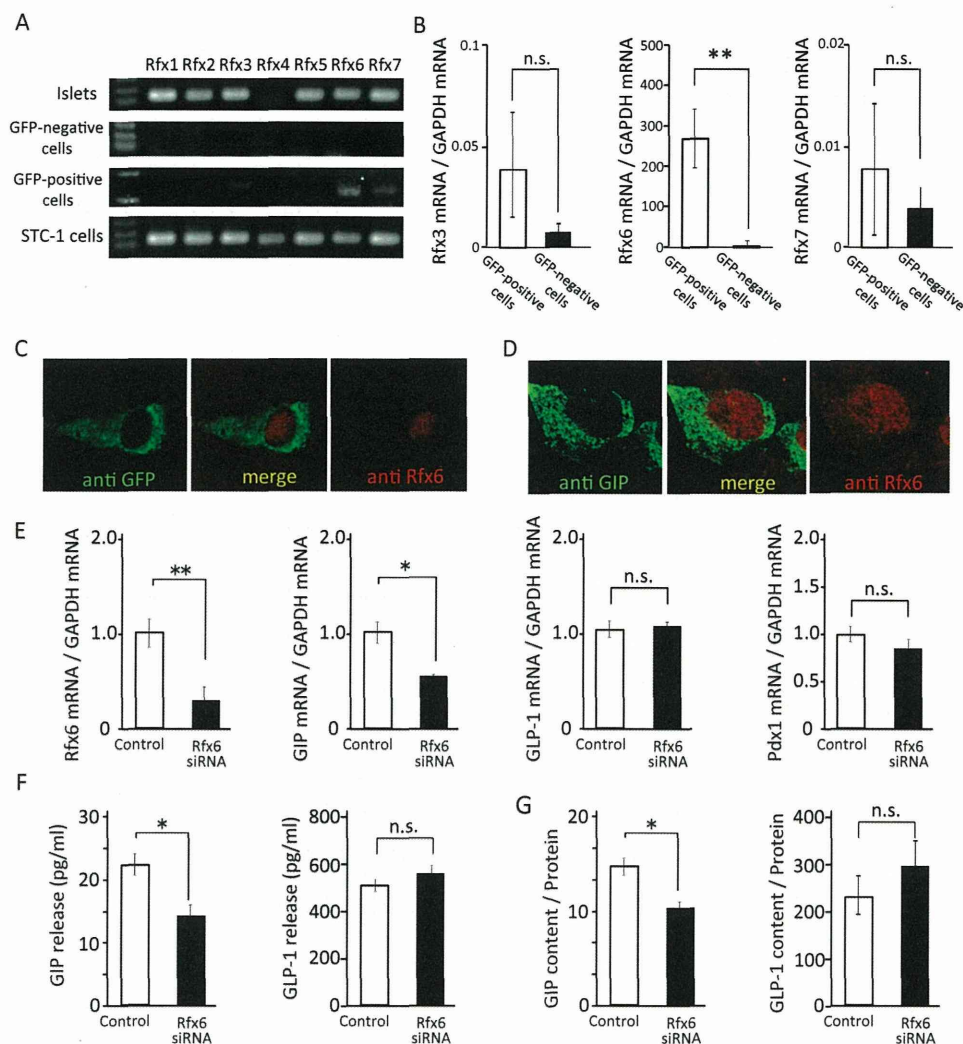 A
Rfx1 Rfx2 Rfx3 Rfx4 Rfx5 Rfx6 Rfx7
Islets
GFP-negative
cells
GFP-positive
cells
STC-1 cells
B
Rfx3 mRNA / GAPDH mRNA
0.1
0.05
0
n.s.
GFP-positive
cells
GFP-negative
cells
Rfx6 mRNA / GAPDH mRNA
500
400
300
200
100
0
**
GFP-positive
cells
GFP-negative
cells
Rfx7 mRNA / GAPDH mRNA
0.02
0.01
0
n.s.
GFP-positive
cells
GFP-negative
cells
C
anti GFP
merge
anti Rfx6
D
anti GIP
merge
anti Rfx6
E
Rfx6 mRNA / GAPDH mRNA
2.0
1.0
0
**
Control
Rfx6
siRNA
GIP mRNA / GAPDH mRNA
2.0
1.0
0
*
Control
Rfx6
siRNA
GLP-1 mRNA / GAPDH mRNA
2.0
1.0
0
n.s.
Control
Rfx6
siRNA
Pdx1 mRNA / GAPDH mRNA
2.0
1.5
1.0
0.5
0
n.s.
Control
Rfx6
siRNA
F
GIP release (pg/ml)
30
20
10
0
*
Control
Rfx6
siRNA
GLP-1 release (pg/ml)
800
600
400
200
0
n.s.
Control
Rfx6
siRNA
G
GIP content / Protein
20
10
0
*
Control
Rfx6
siRNA
GLP-1 content / Protein
400
300
200
100
0
n.s.
Control
Rfx6
siRNA